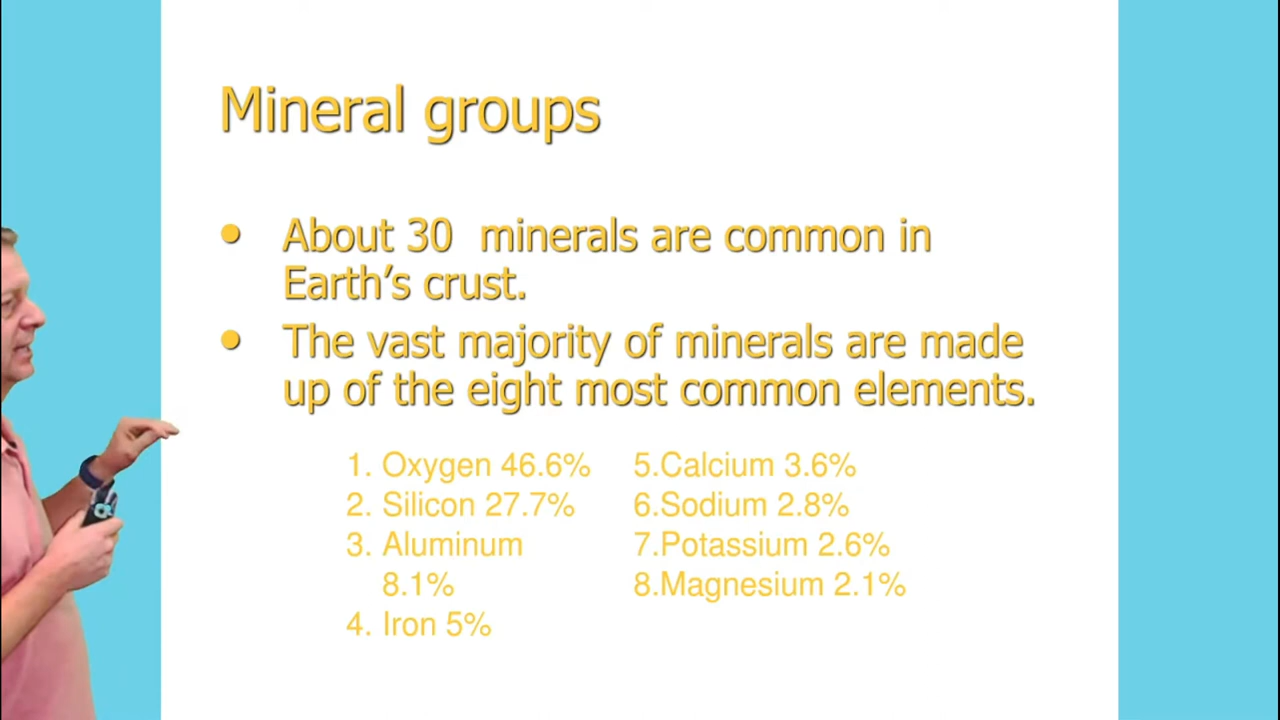 Mineral groups
• About 30 minerals are common in
Earth’s crust.
• The vast majority of minerals are made
up of the eight most common elements.
1. Oxygen 46.6%
2. Silicon 27.7%
3. Aluminum
8.1%
4. Iron 5%
5.Calcium 3.6%
6.Sodium 2.8%
7.Potassium 2.6%
8.Magnesium 2.1%